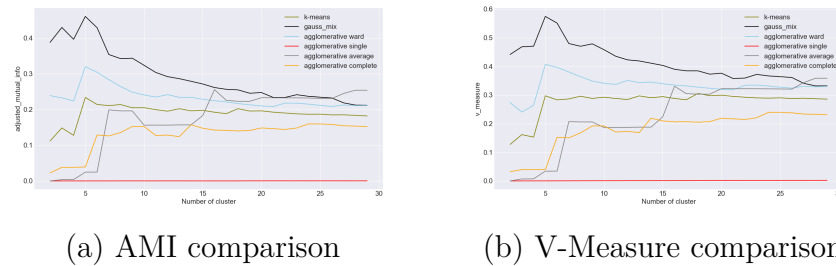 k-means
gauss_mix
agglomerative ward
agglomerative single
agglomerative average
agglomerative complete
adjusted_mutual_info
0.4
0.3
0.2
0.1
0.0
5
10
15
20
25
30
Number of cluster
(a) AMI comparison
k-means
gauss_mix
agglomerative ward
agglomerative single
agglomerative average
agglomerative complete
v_measure
0.6
0.5
0.4
0.3
0.2
0.1
0.0
5
10
15
20
25
Number of cluster
(b) V-Measure comparison